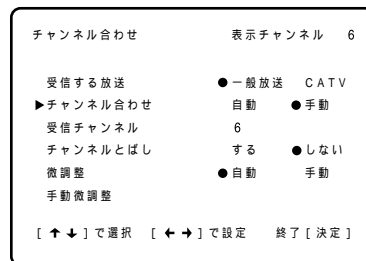 チャンネル合わせ 表示チャンネル 6
受信する放送 ●一般放送 CATV
▶チャンネル合わせ 自動 ●手動
受信チャンネル 6
チャンネルとばし する ●しない
微調整 ●自動 手動
手動微調整
[↑↓]で選択 [←→]で設定 終了[決定]